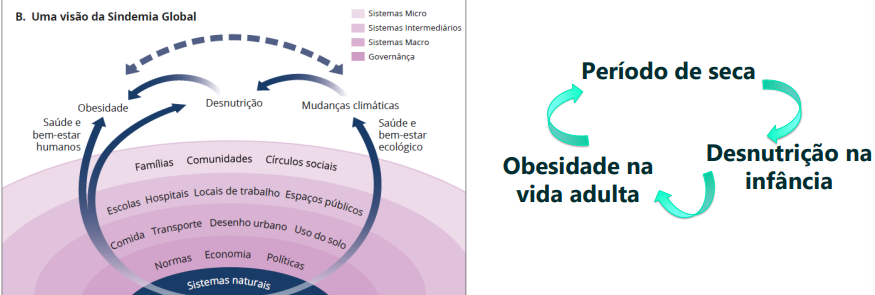 B. Uma visão da Sindemia Global
Sistemas Micro
Sistemas Intermediários
Sistemas Macro
Governânça
Obesidade
Desnutrição
Mudanças climáticas
Saúde e
bem-estar
humanos
Saúde e
bem-estar
ecológico
Famílias Comunidades Círculos sociais
Escolas Hospitais Locais de trabalho Espaços públicos
Comida Transporte Desenho urbano Uso do solo
Normas Economia Políticas
Sistemas naturais
Período de seca
Desnutrição na
infância
Obesidade na
vida adulta